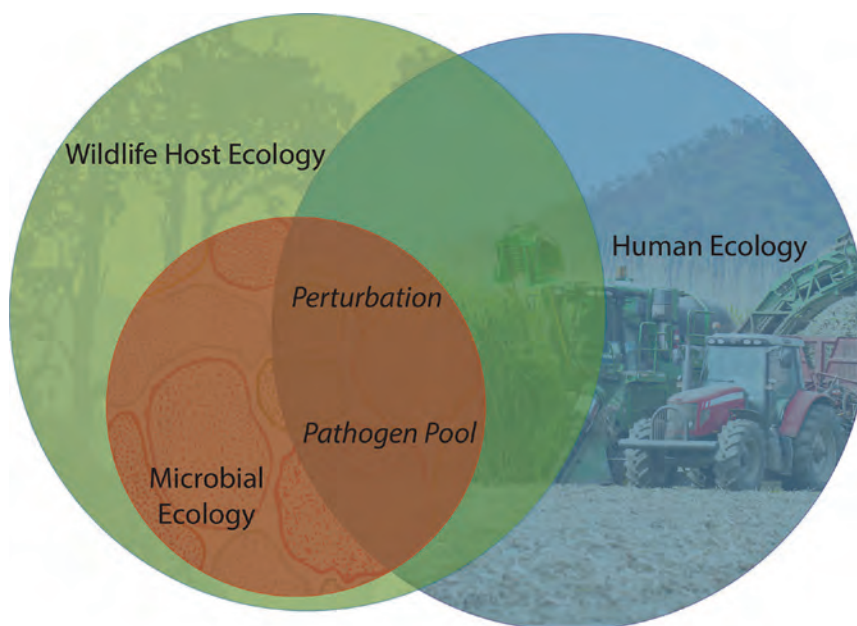 Wildlife Host Ecology
Human Ecology
Perturbation
Pathogen Pool
Microbial
Ecology